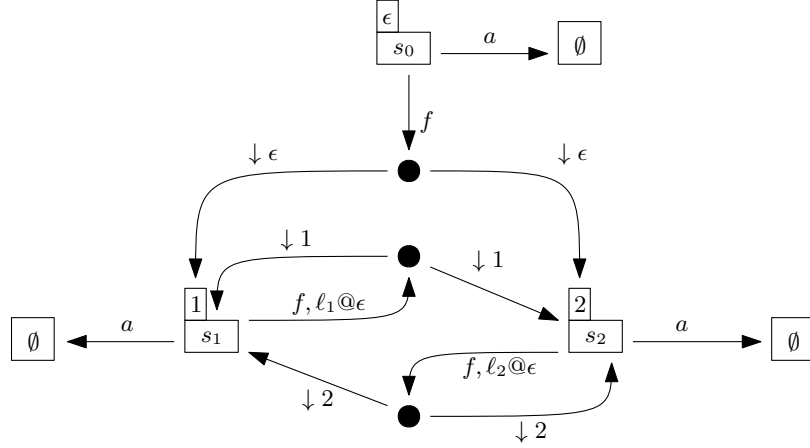 ϵ
s₀ a ∅
f
↓ ϵ ↓ ϵ
↓ 1 ↓ 1
1 f, ℓ₁@ϵ 2
∅ a s₁ s₂ a ∅
f, ℓ₂@ϵ
↓ 2
↓ 2